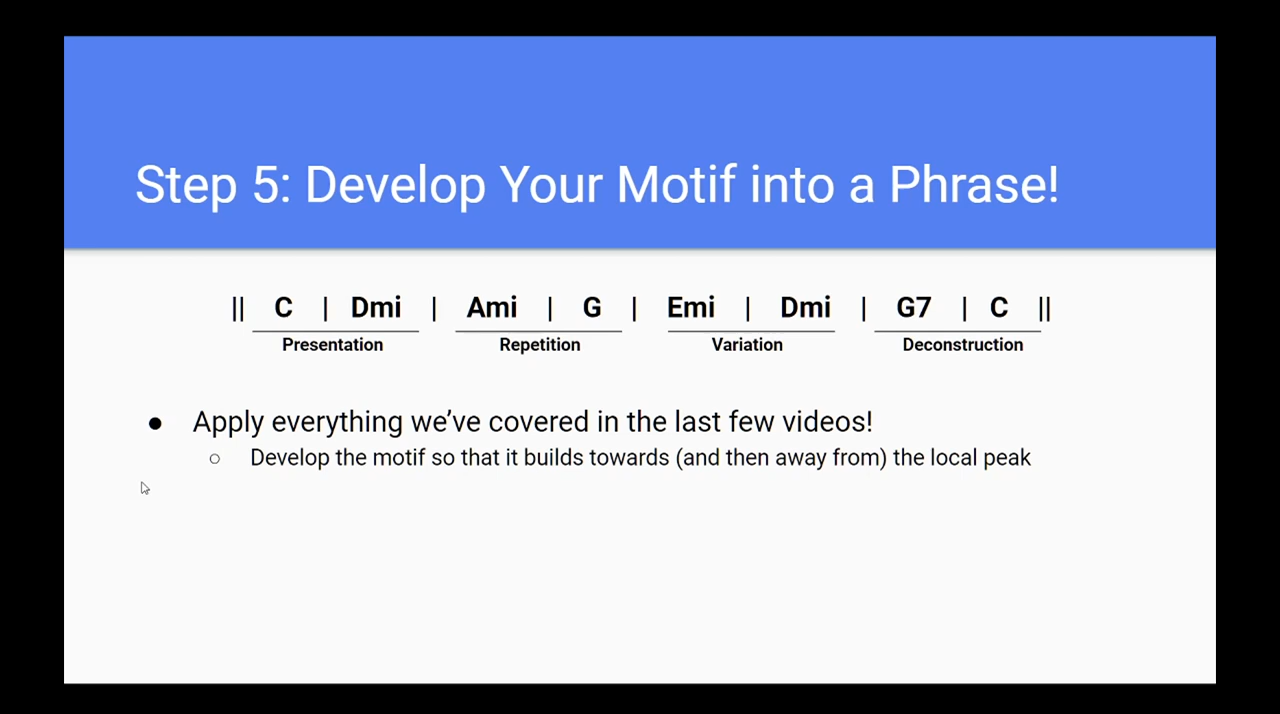 Step 5: Develop Your Motif into a Phrase!
|| C | Dmi | Ami | G | Emi | Dmi | G7 | C ||
Presentation Repetition Variation Deconstruction
● Apply everything we’ve covered in the last few videos!
○ Develop the motif so that it builds towards (and then away from) the local peak